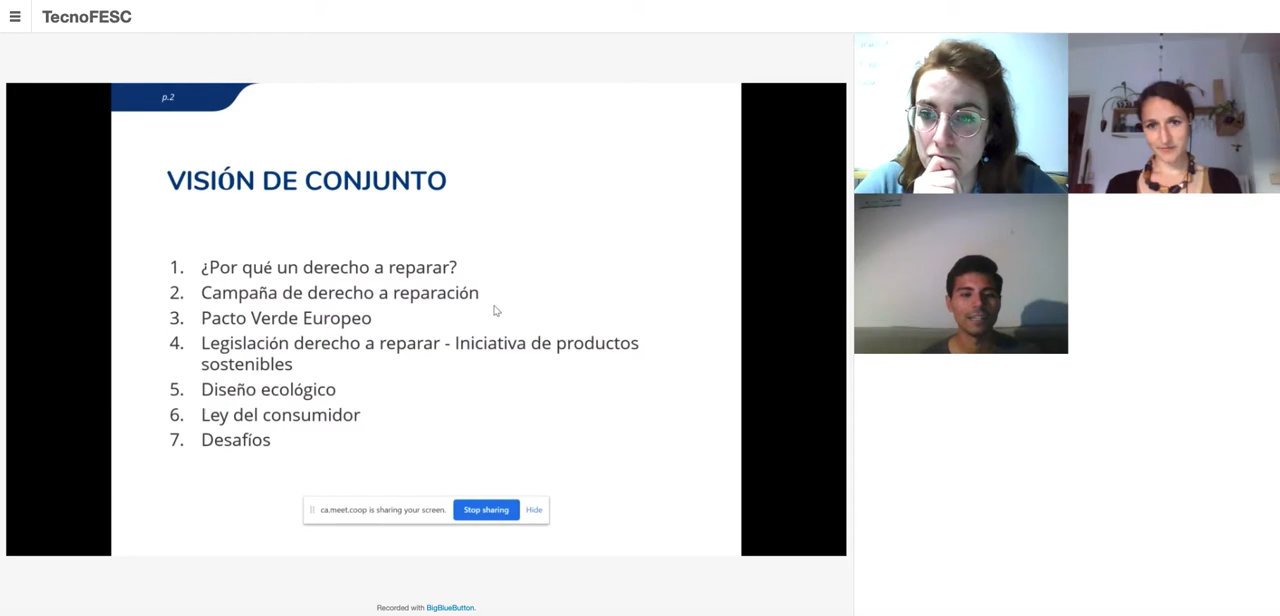 TecnoFESC
p.2
VISIÓN DE CONJUNTO
1. ¿Por qué un derecho a reparar?
2. Campaña de derecho a reparación
3. Pacto Verde Europeo
4. Legislación derecho a reparar - Iniciativa de productos
sostenibles
5. Diseño ecológico
6. Ley del consumidor
7. Desafíos
ca.meet.coop is sharing your screen. Stop sharing Hide
Recorded with BigBlueButton.